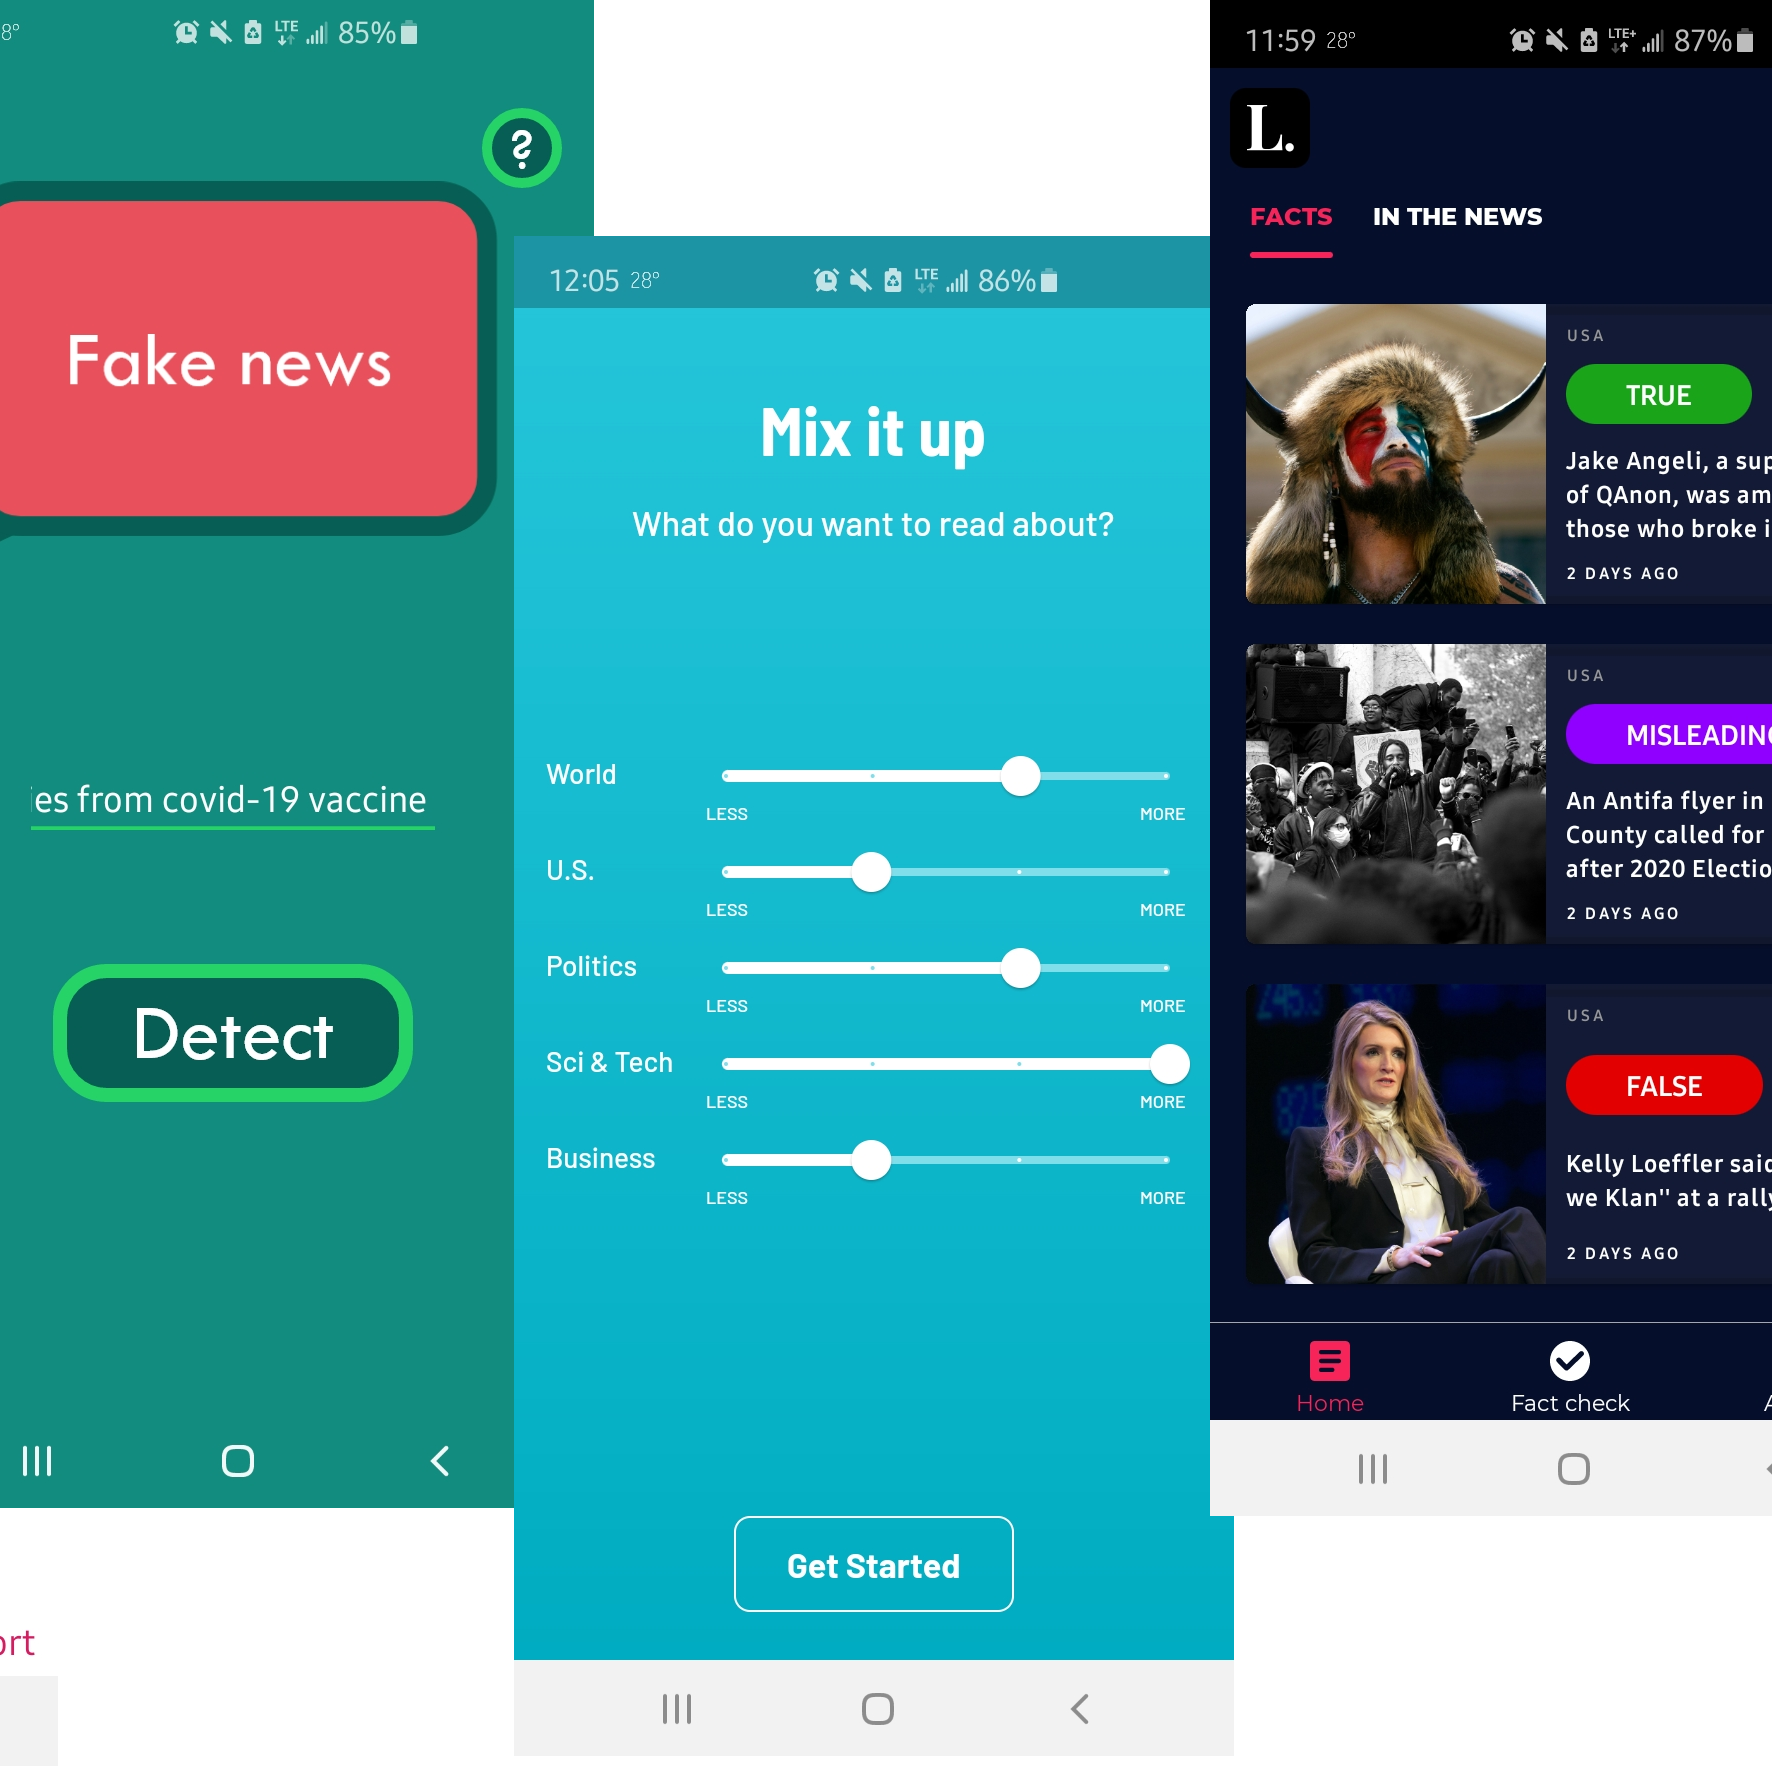 8°
LTE
85%
?
Fake news
ies from covid-19 vaccine
Detect
ort
12:05 28°
LTE
86%
Mix it up
What do you want to read about?
World
LESS MORE
U.S.
LESS MORE
Politics
LESS MORE
Sci & Tech
LESS MORE
Business
LESS MORE
Get Started
11:59 28°
LTE+
87%
L.
FACTS IN THE NEWS
USA
TRUE
Jake Angeli, a sup
of QAnon, was am
those who broke i
2 DAYS AGO
USA
MISLEADING
An Antifa flyer in
County called for
after 2020 Electio
2 DAYS AGO
USA
FALSE
Kelly Loeffler said
we Klan" at a rally
2 DAYS AGO
Home Fact check